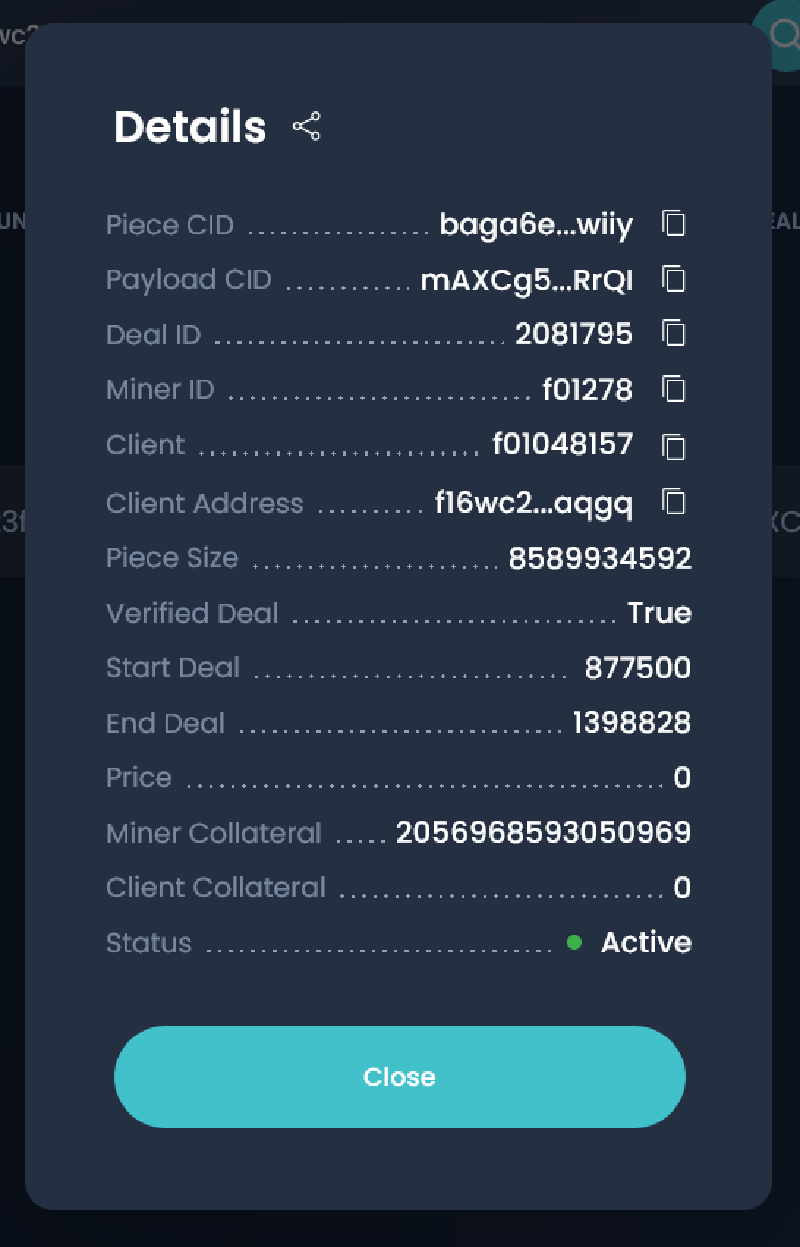 Details
Piece CID baga6e...wiiy
Payload CID mAXCg5...RrQI
Deal ID 2081795
Miner ID f01278
Client f01048157
Client Address f16wc2...aqgq
Piece Size 8589934592
Verified Deal True
Start Deal 877500
End Deal 1398828
Price 0
Miner Collateral 2056968593050969
Client Collateral 0
Status Active
Close